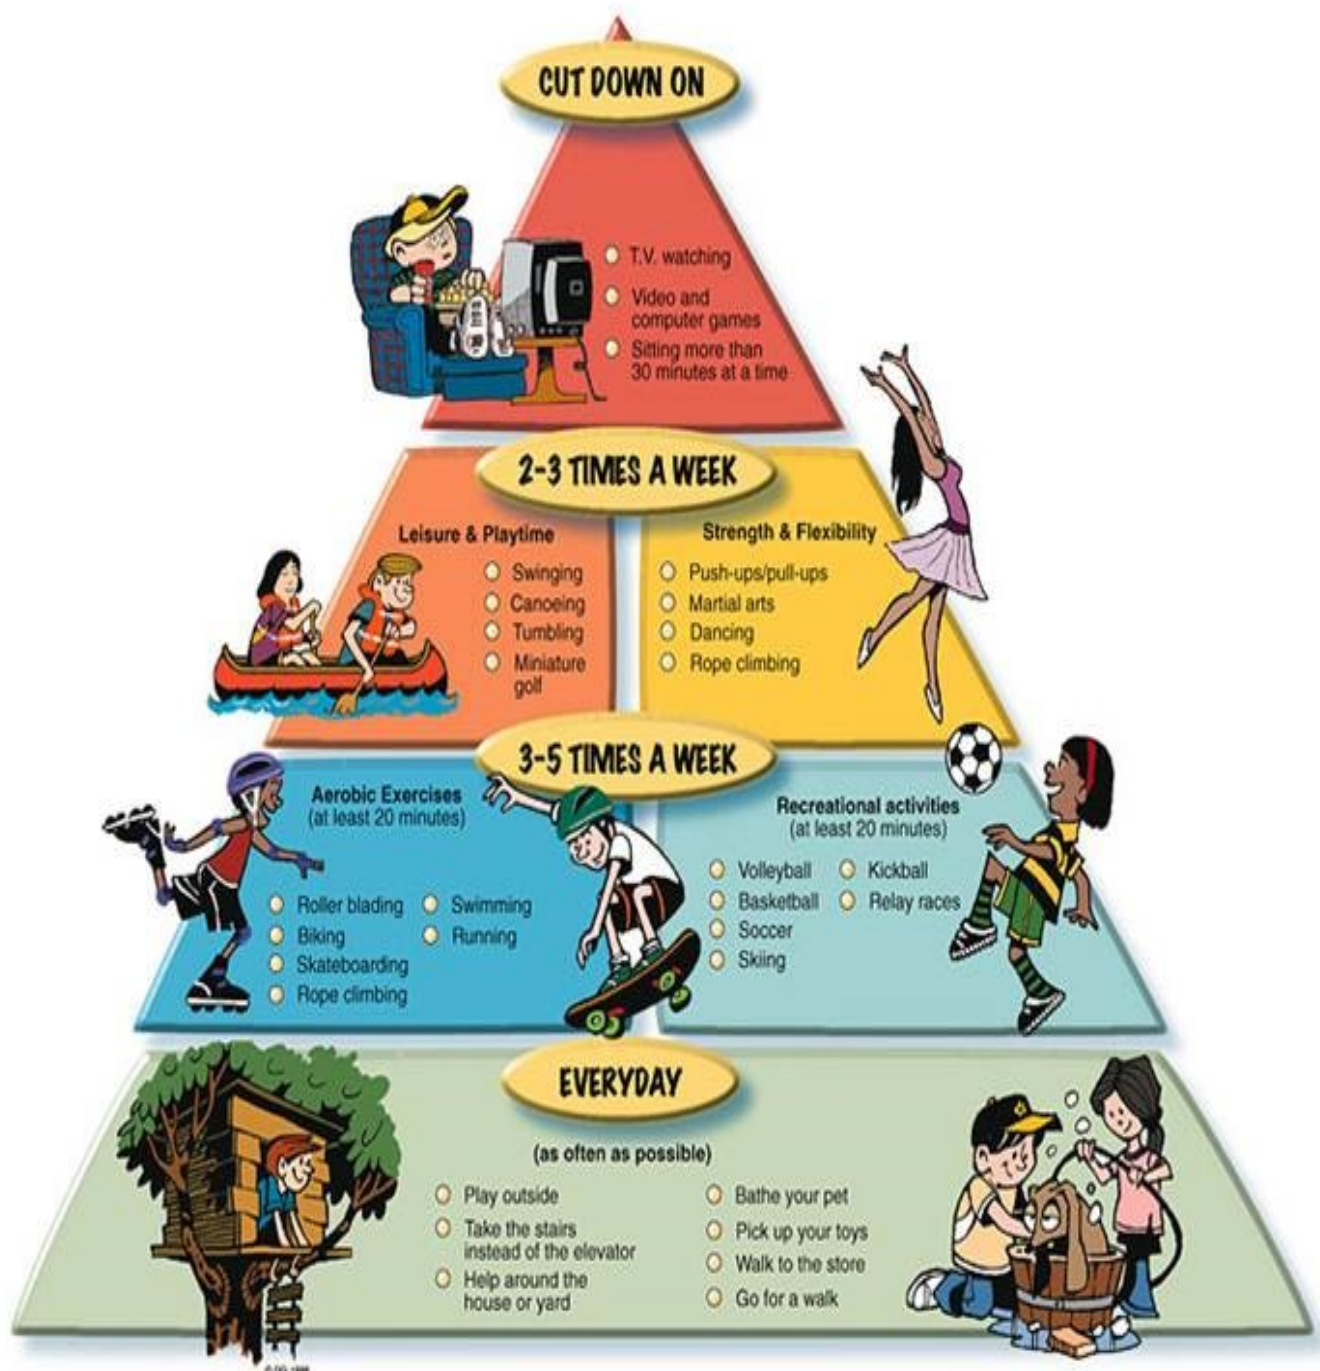 CUT DOWN ON
T.V. watching
Video and
computer games
Sitting more than
30 minutes at a time
2-3 TIMES A WEEK
Leisure & Playtime
Swinging
Canoeing
Tumbling
Miniature
golf
Strength & Flexibility
Push-ups/pull-ups
Martial arts
Dancing
Rope climbing
3-5 TIMES A WEEK
Aerobic Exercises
(at least 20 minutes)
Roller blading
Biking
Skateboarding
Rope climbing
Swimming
Running
Recreational activities
(at least 20 minutes)
Volleyball
Basketball
Soccer
Skiing
Kickball
Relay races
EVERYDAY
(as often as possible)
Play outside
Take the stairs
instead of the elevator
Help around the
house or yard
Bathe your pet
Pick up your toys
Walk to the store
Go for a walk